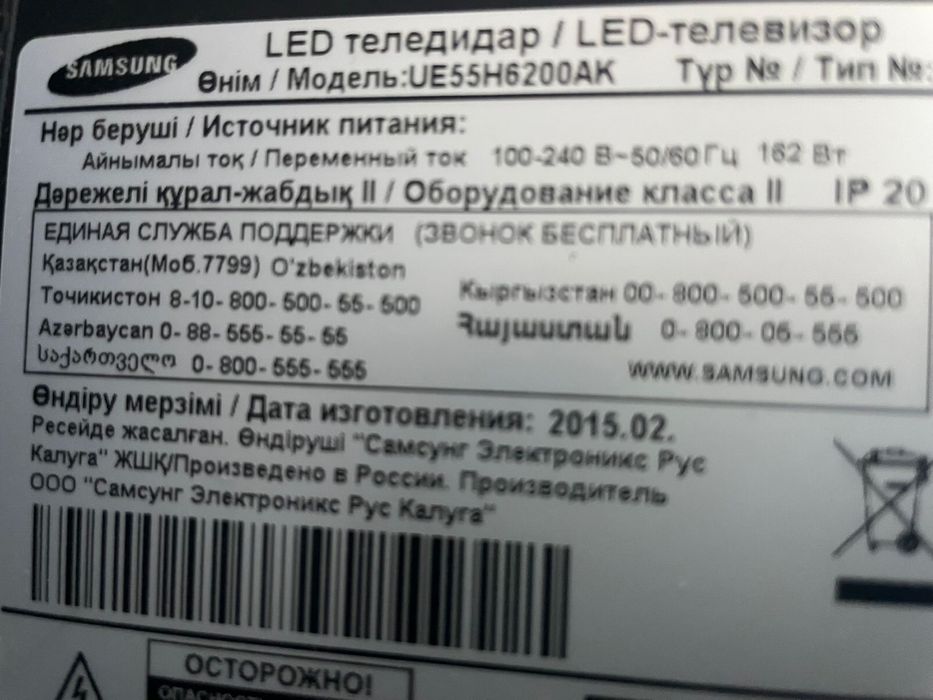 SAMSUNG
LED теледидар / LED-телевизор
Өнім / Модель:UE55H6200AK Түр № / Тип №:
Нәр беруші / Источник питания:
Айнымалы тоқ / Переменный ток 100-240 В~50/60Гц 162 Вт
Дәрежелі құрал-жабдық II / Оборудование класса II IP 20
ЕДИНАЯ СЛУЖБА ПОДДЕРЖКИ (ЗВОНОК БЕСПЛАТНЫЙ)
Қазақстан(Моб.7799) O'zbekiston
Точикистон 8-10-800-500-55-500 Кыргызстан 00-800-500-55-500
Azərbaycan 0-88-555-55-55 Հայաստան 0-800-05-555
საქართველო 0-800-555-555 WWW.SAMSUNG.COM
Өндіру мерзімі / Дата изготовления: 2015.02.
Ресейде жасалған. Өндіруші "Самсунг Электроникс Рус
Калуга" ЖШҚ/Произведено в России. Производитель
ООО "Самсунг Электроникс Рус Калуга"
ОСТОРОЖНО!